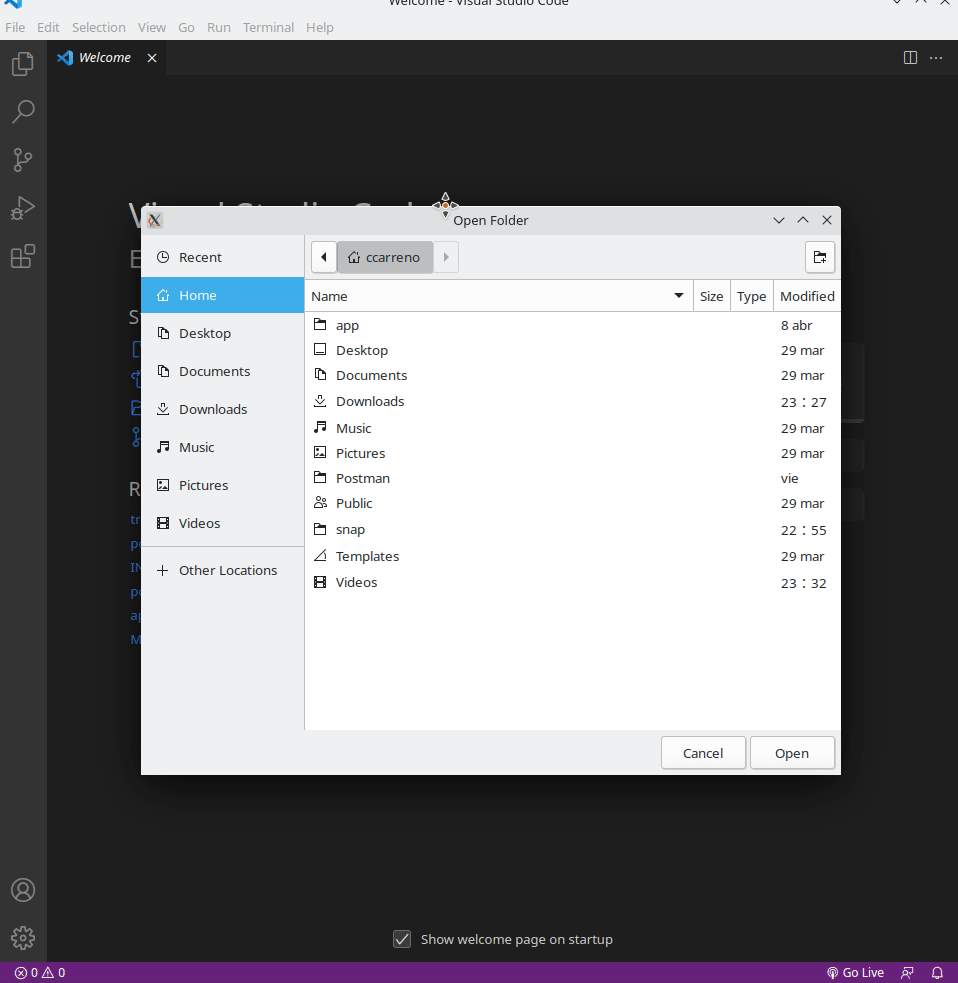 Welcome - Visual Studio Code
File Edit Selection View Go Run Terminal Help
Welcome
Open Folder
Recent
Home
Desktop
Documents
Downloads
Music
Pictures
Videos
Other Locations
ccarreno
Name Size Type Modified
app 8 abr
Desktop 29 mar
Documents 29 mar
Downloads 23 : 27
Music 29 mar
Pictures 29 mar
Postman vie
Public 29 mar
snap 22 : 55
Templates 29 mar
Videos 23 : 32
Cancel Open
Show welcome page on startup
0 0 Go Live